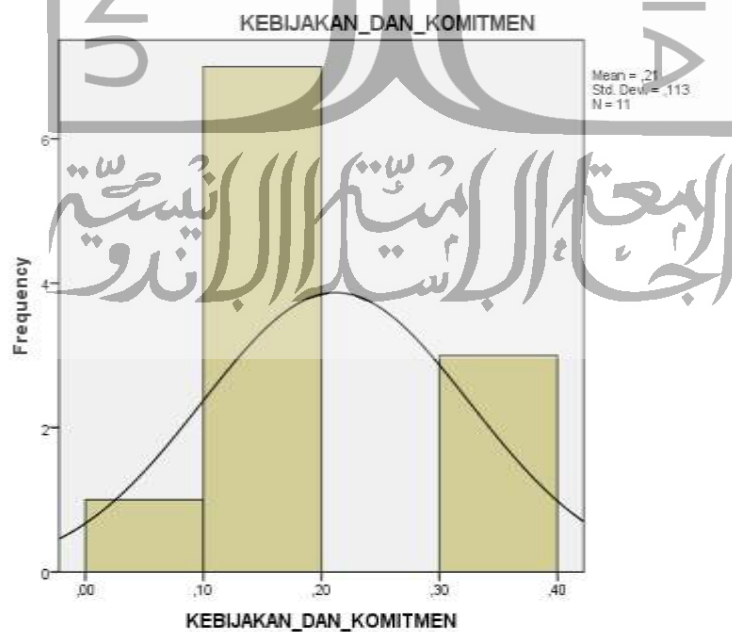 KEBIJAKAN_DAN_KOMITMEN
Mean = ,21
Std. Dev. = ,113
N = 11
Frequency
6
4
2
0
,00
,10
,20
,30
,40
KEBIJAKAN_DAN_KOMITMEN